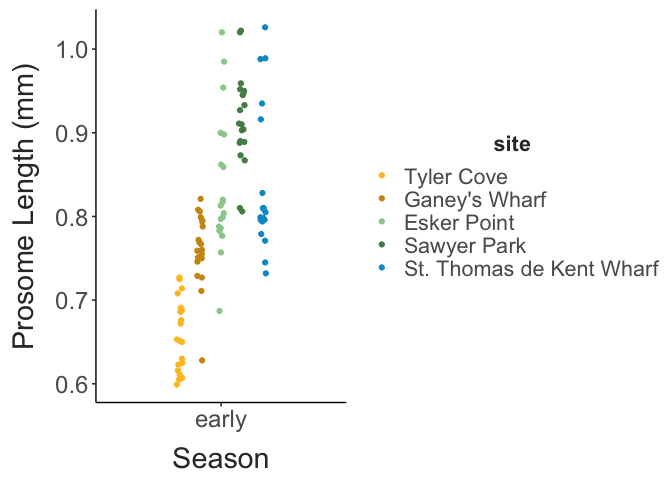 Prosome Length (mm)
1.0
0.9
0.8
0.7
0.6
early
Season
site
Tyler Cove
Ganey's Wharf
Esker Point
Sawyer Park
St. Thomas de Kent Wharf